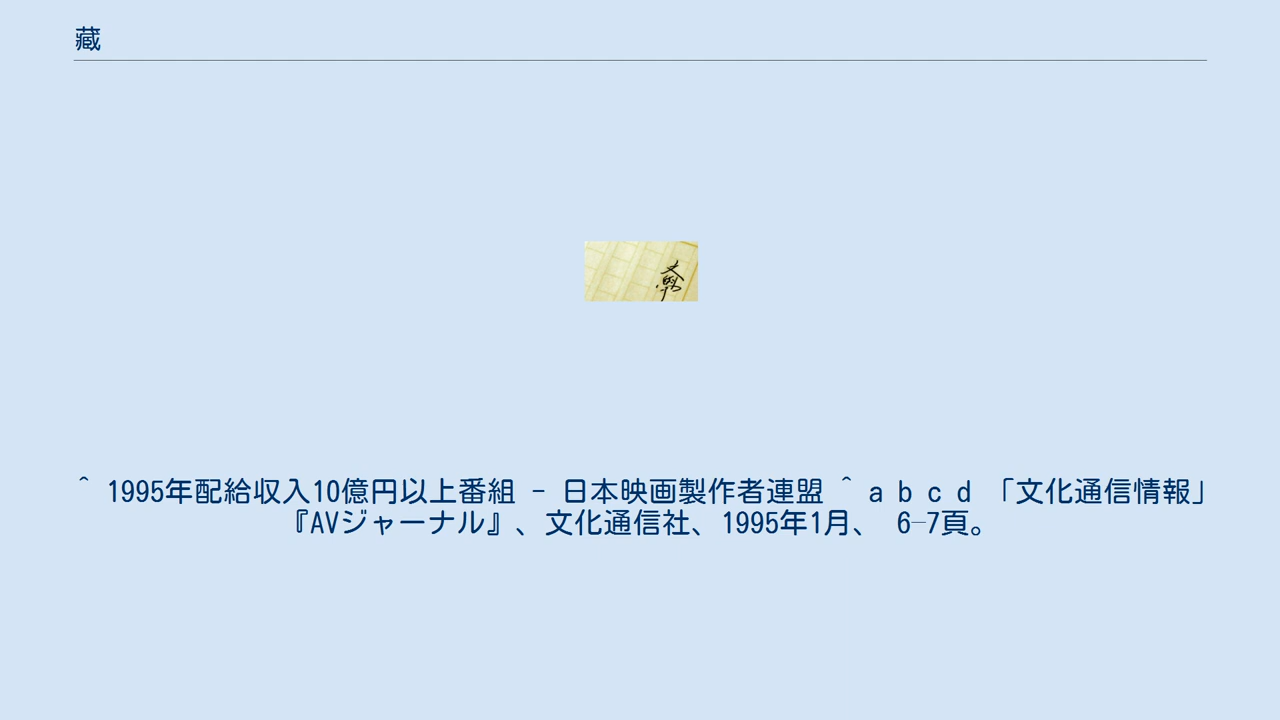 藏
^ 1995年配給収入10億円以上番組 - 日本映画製作者連盟 ^ a b c d 「文化通信情報」
『AVジャーナル』、文化通信社、1995年1月、 6–7頁。